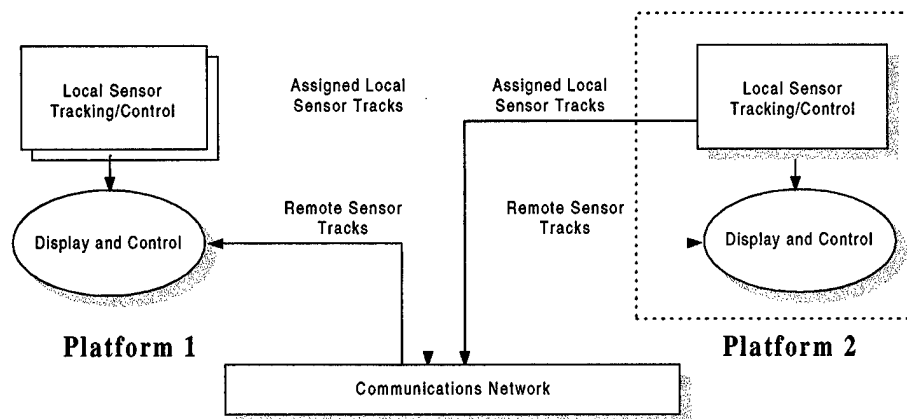 Local Sensor
Tracking/Control
Assigned Local
Sensor Tracks
Assigned Local
Sensor Tracks
Local Sensor
Tracking/Control
Display and Control
Remote Sensor
Tracks
Remote Sensor
Tracks
Display and Control
Platform 1
Platform 2
Communications Network